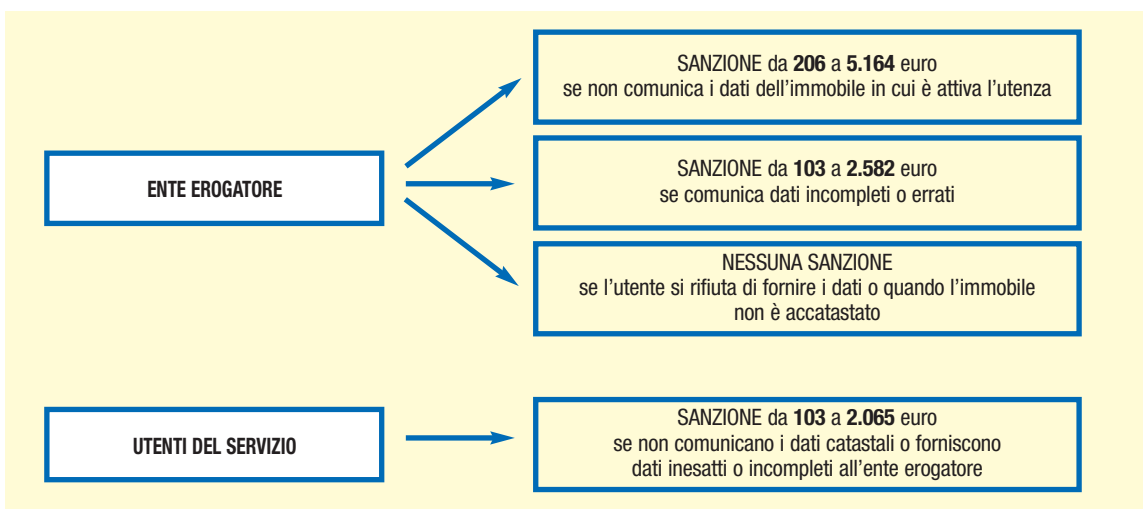 SANZIONE da 206 a 5.164 euro
se non comunica i dati dell'immobile in cui è attiva l'utenza
ENTE EROGATORE
SANZIONE da 103 a 2.582 euro
se comunica dati incompleti o errati
NESSUNA SANZIONE
se l'utente si rifiuta di fornire i dati o quando l'immobile
non è accatastato
UTENTI DEL SERVIZIO
SANZIONE da 103 a 2.065 euro
se non comunicano i dati catastali o forniscono
dati inesatti o incompleti all'ente erogatore